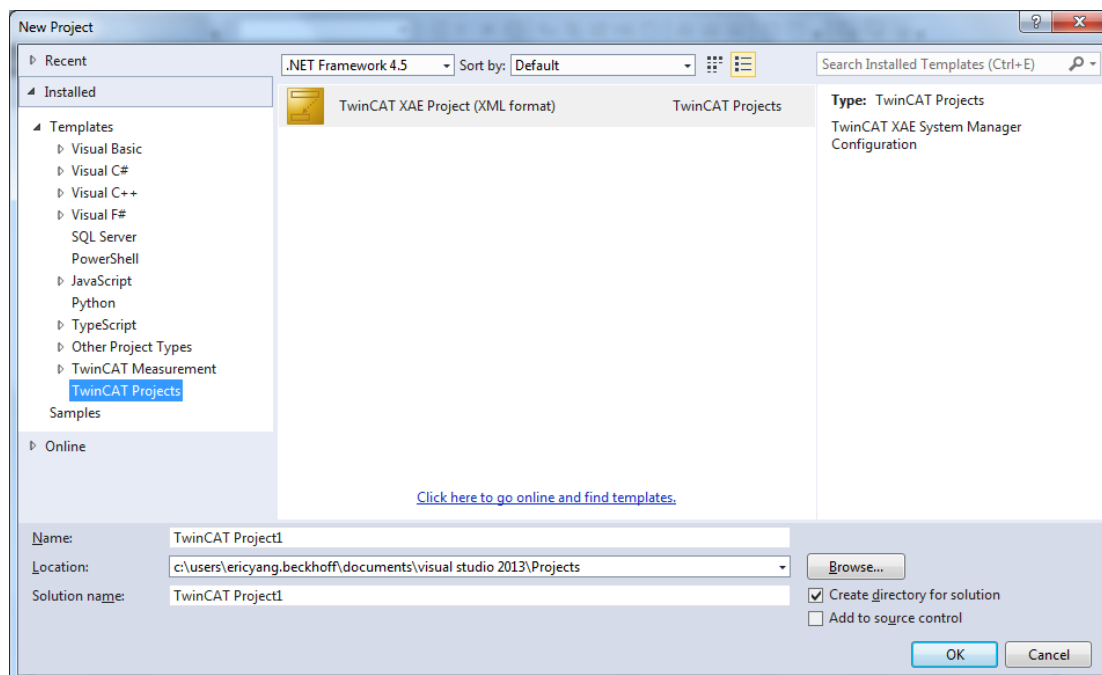 New Project
Recent
Installed
Templates
Visual Basic
Visual C#
Visual C++
Visual F#
SQL Server
PowerShell
JavaScript
Python
TypeScript
Other Project Types
TwinCAT Measurement
TwinCAT Projects
Samples
Online
.NET Framework 4.5 Sort by: Default
TwinCAT XAE Project (XML format) TwinCAT Projects
Click here to go online and find templates.
Search Installed Templates (Ctrl+E)
Type: TwinCAT Projects
TwinCAT XAE System Manager
Configuration
Name: TwinCAT Project1
Location: c:\users\ericyang.beckhoff\documents\visual studio 2013\Projects Browse...
Solution name: TwinCAT Project1
Create directory for solution
Add to source control
OK Cancel